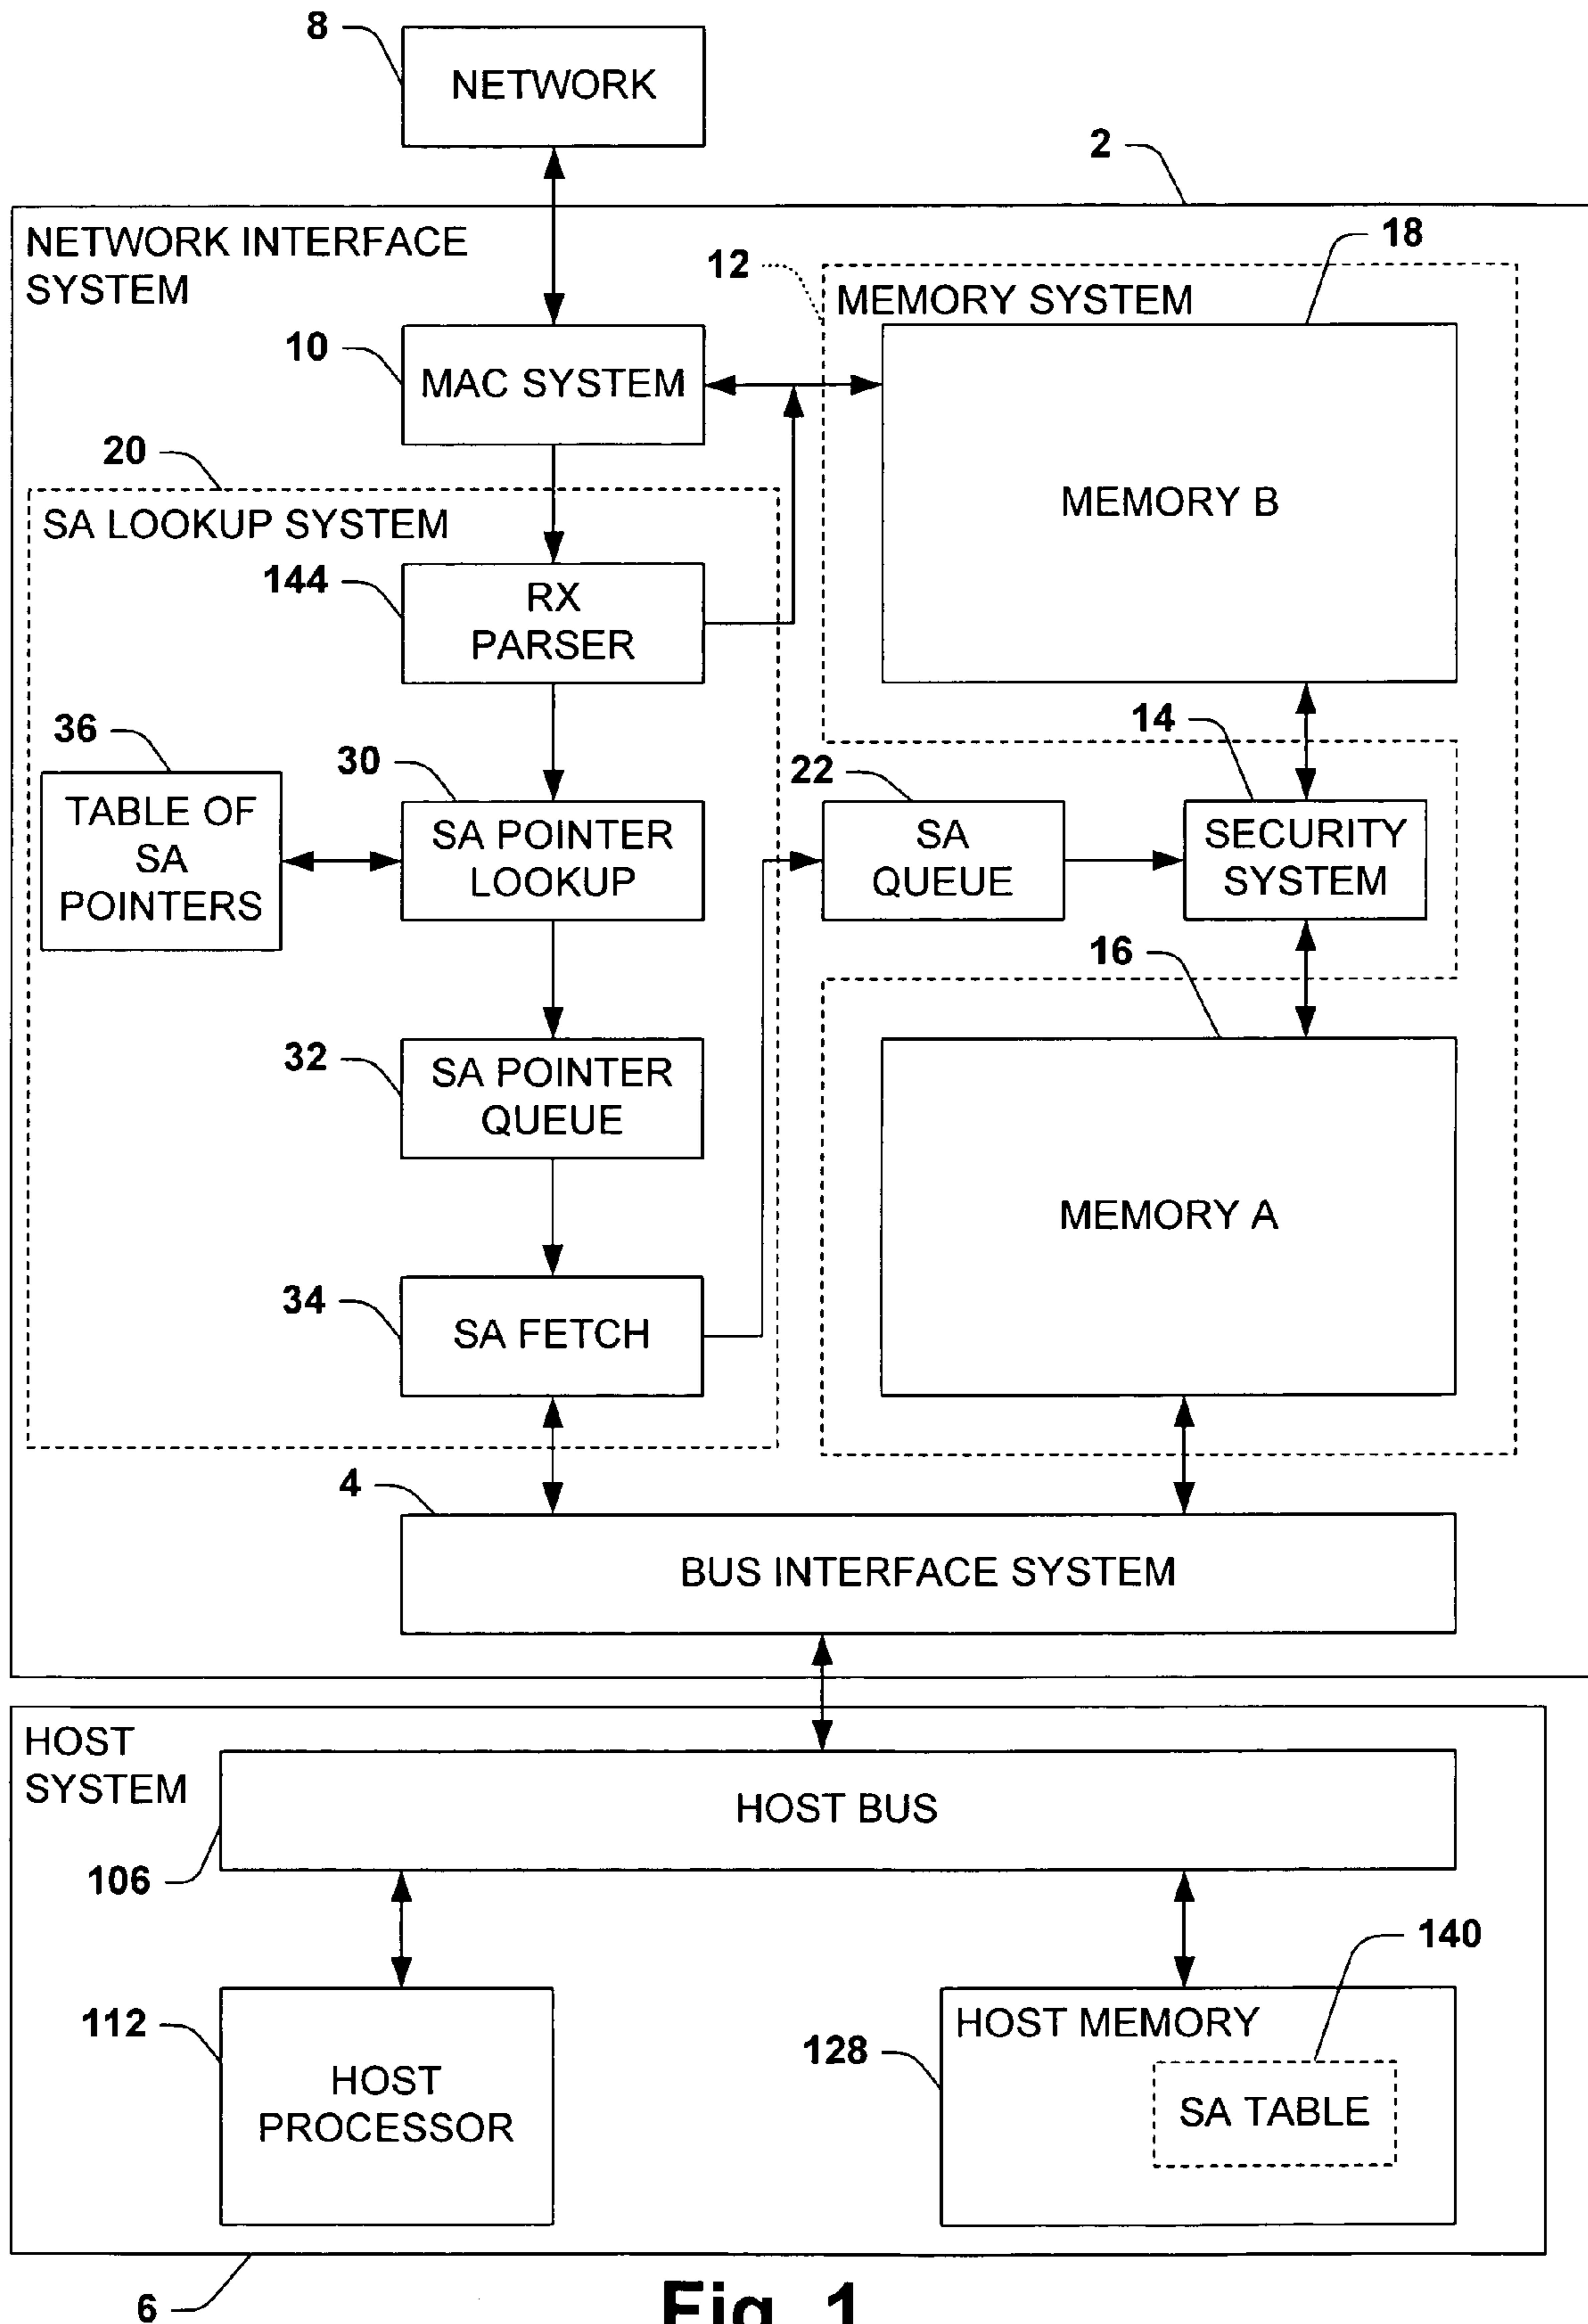 8
NETWORK
2
NETWORK INTERFACE
SYSTEM
18
12
MEMORY SYSTEM
10
MAC SYSTEM
MEMORY B
20
SA LOOKUP SYSTEM
144
RX
PARSER
36
TABLE OF
SA
POINTERS
30
SA POINTER
LOOKUP
22
SA
QUEUE
14
SECURITY
SYSTEM
16
32
SA POINTER
QUEUE
MEMORY A
34
SA FETCH
4
BUS INTERFACE SYSTEM
HOST
SYSTEM
HOST BUS
106
140
112
HOST
PROCESSOR
128
HOST MEMORY
SA TABLE
6
Fig. 1